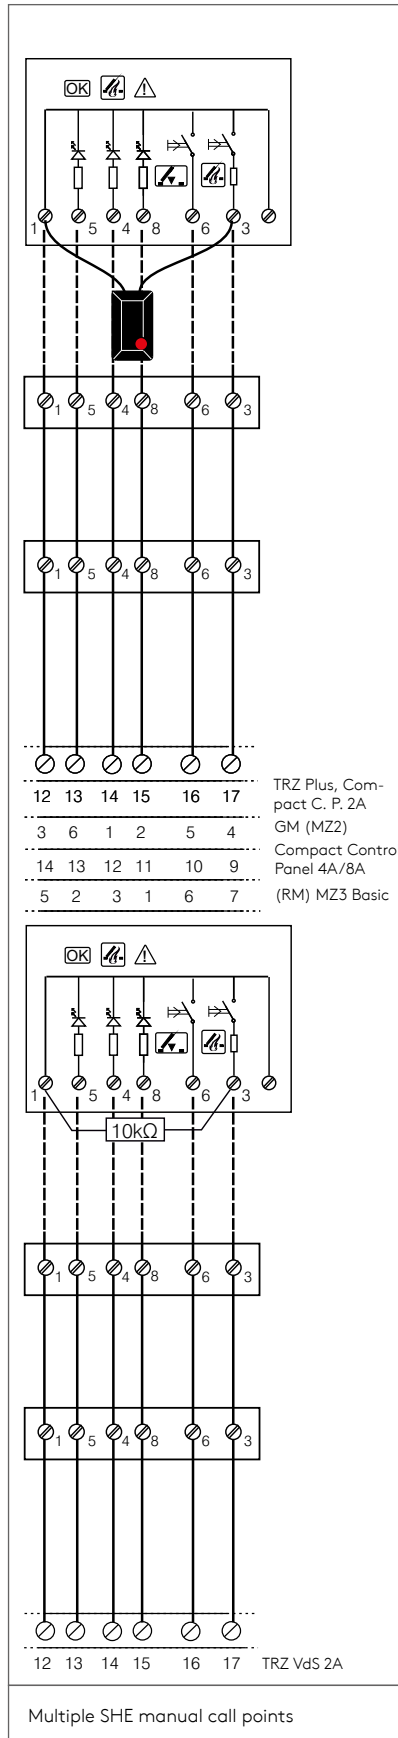 OK
1 5 4 8 6 3
1 5 4 8 6 3
1 5 4 8 6 3
12 13 14 15 16 17 TRZ Plus, Com-
pact C. P. 2A
3 6 1 2 5 4 GM (MZ2)
Compact Contro
14 13 12 11 10 9 Panel 4A/8A
5 2 3 1 6 7 (RM) MZ3 Basic
OK
1 5 4 8 6 3
10kΩ
1 5 4 8 6 3
1 5 4 8 6 3
12 13 14 15 16 17 TRZ VdS 2A
Multiple SHE manual call points